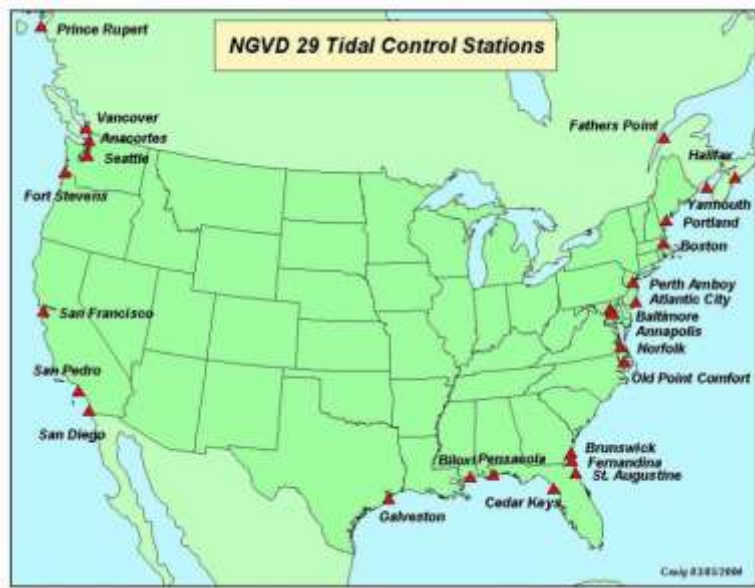 NGVD 29 Tidal Control Stations
Prince Rupert
Vancover
Anacortes
Seattle
Fort Stevens
San Francisco
San Pedro
San Diego
Fathers Point
Halifax
Yarmouth
Portland
Boston
Perth Amboy
Atlantic City
Baltimore
Annapolis
Norfolk
Old Point Comfort
Brunswick
Fernandina
St. Augustine
Biloxi
Pensacola
Cedar Keys
Galveston